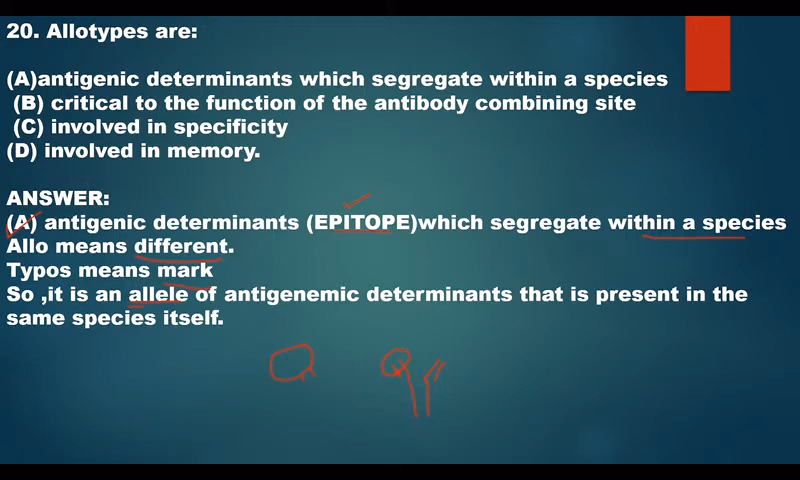 20. Allotypes are:
(A)antigenic determinants which segregate within a species
(B) critical to the function of the antibody combining site
(C) involved in specificity
(D) involved in memory.
ANSWER:
(A) antigenic determinants (EPITOPE)which segregate within a species
Allo means different.
Typos means mark
So ,it is an allele of antigenemic determinants that is present in the
same species itself.